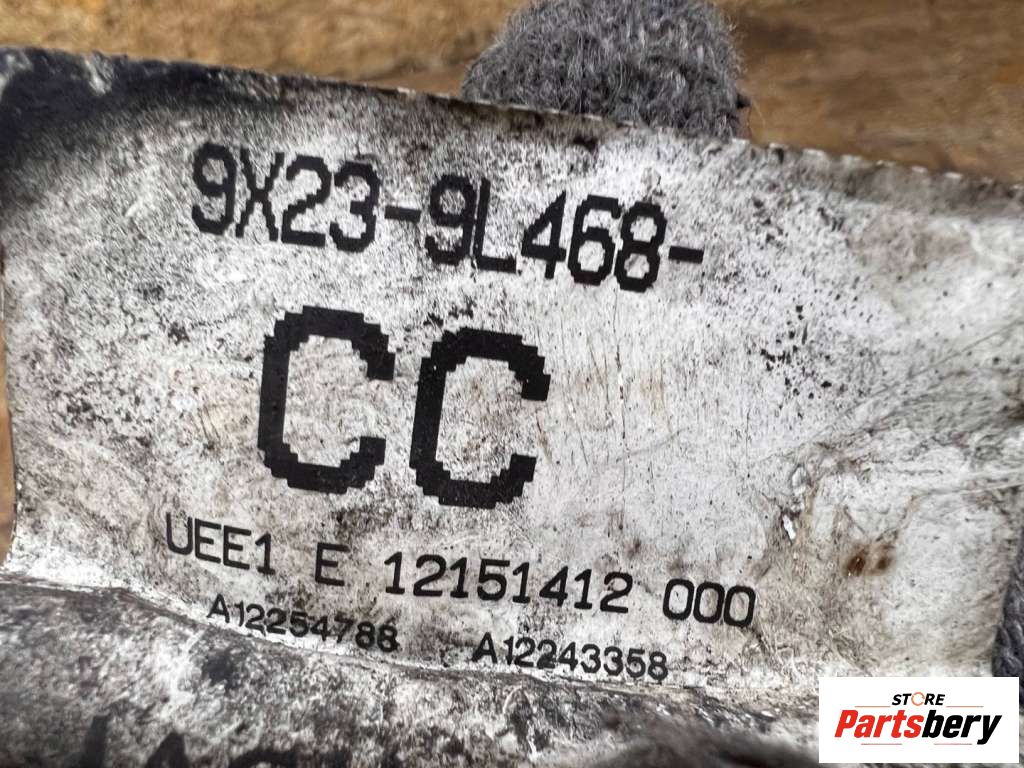 9X23-9L468-
CC
UEE1 E 12151412 000
A12254788 A12243358
STORE
Partsbery